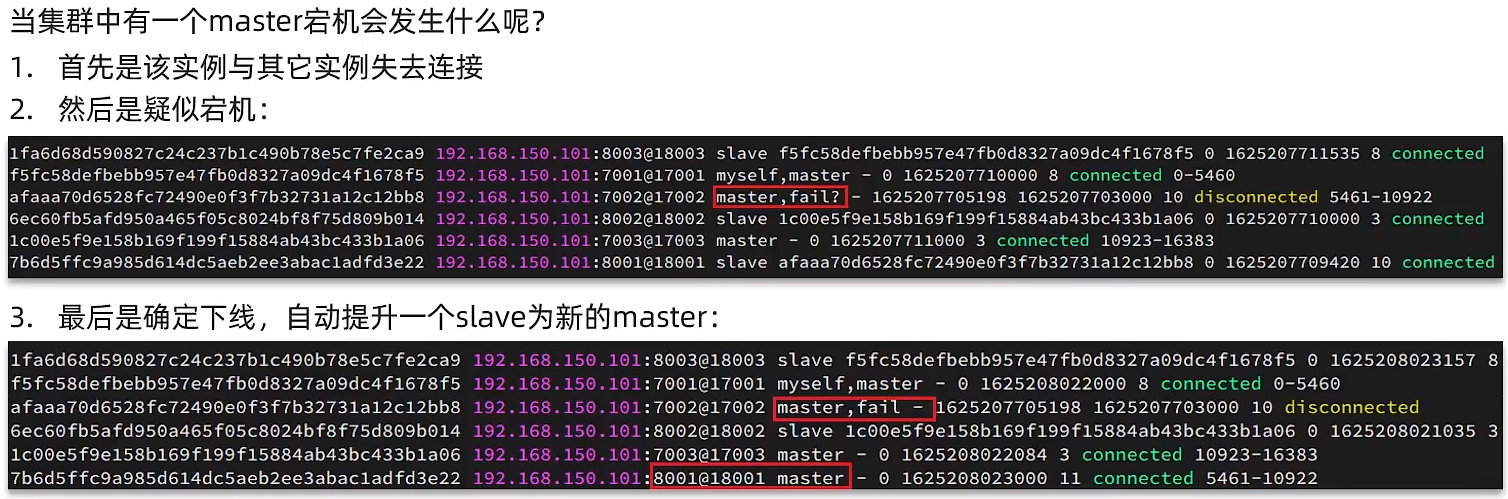 当集群中有一个master宕机会发生什么呢？
1. 首先是该实例与其它实例失去连接
2. 然后是疑似宕机：
1fa6d68d590827c24c237b1c490b78e5c7fe2ca9 192.168.150.101:8003@18003 slave f5fc58defbebb957e47fb0d8327a09dc4f1678f5 0 1625207711535 8 connected
f5fc58defbebb957e47fb0d8327a09dc4f1678f5 192.168.150.101:7001@17001 myself,master - 0 1625207710000 8 connected 0-5460
afaaa70d6528fc72490e0f3f7b32731a12c12bb8 192.168.150.101:7002@17002 master,fail? - 1625207705198 1625207703000 10 disconnected 5461-10922
6ec60fb5afd950a465f05c8024bf8f75d809b014 192.168.150.101:8002@18002 slave 1c00e5f9e158b169f199f15884ab43bc433b1a06 0 1625207710000 3 connected
1c00e5f9e158b169f199f15884ab43bc433b1a06 192.168.150.101:7003@17003 master - 0 1625207711000 3 connected 10923-16383
7b6d5ffc9a985d614dc5aeb2ee3abac1adfd3e22 192.168.150.101:8001@18001 slave afaaa70d6528fc72490e0f3f7b32731a12c12bb8 0 1625207709420 10 connected
3. 最后是确定下线，自动提升一个slave为新的master：
1fa6d68d590827c24c237b1c490b78e5c7fe2ca9 192.168.150.101:8003@18003 slave f5fc58defbebb957e47fb0d8327a09dc4f1678f5 0 1625208023157 8
f5fc58defbebb957e47fb0d8327a09dc4f1678f5 192.168.150.101:7001@17001 myself,master - 0 1625208022000 8 connected 0-5460
afaaa70d6528fc72490e0f3f7b32731a12c12bb8 192.168.150.101:7002@17002 master,fail - 1625207705198 1625207703000 10 disconnected
6ec60fb5afd950a465f05c8024bf8f75d809b014 192.168.150.101:8002@18002 slave 1c00e5f9e158b169f199f15884ab43bc433b1a06 0 1625208021035 3
1c00e5f9e158b169f199f15884ab43bc433b1a06 192.168.150.101:7003@17003 master - 0 1625208022084 3 connected 10923-16383
7b6d5ffc9a985d614dc5aeb2ee3abac1adfd3e22 192.168.150.101:8001@18001 master - 0 1625208023000 11 connected 5461-10922